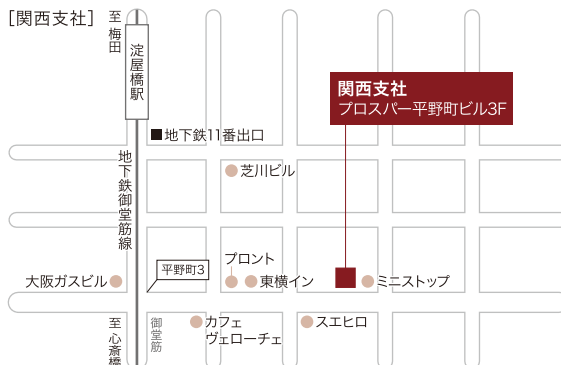 ［関西支社］
至
梅田
淀屋橋駅
関西支社
プロスパー平野町ビル3F
地下鉄11番出口
地下鉄御堂筋線
芝川ビル
プロント
平野町3
大阪ガスビル
東横イン
ミニストップ
至
心斎橋
御堂筋
カフェ
ヴェローチェ
スエヒロ